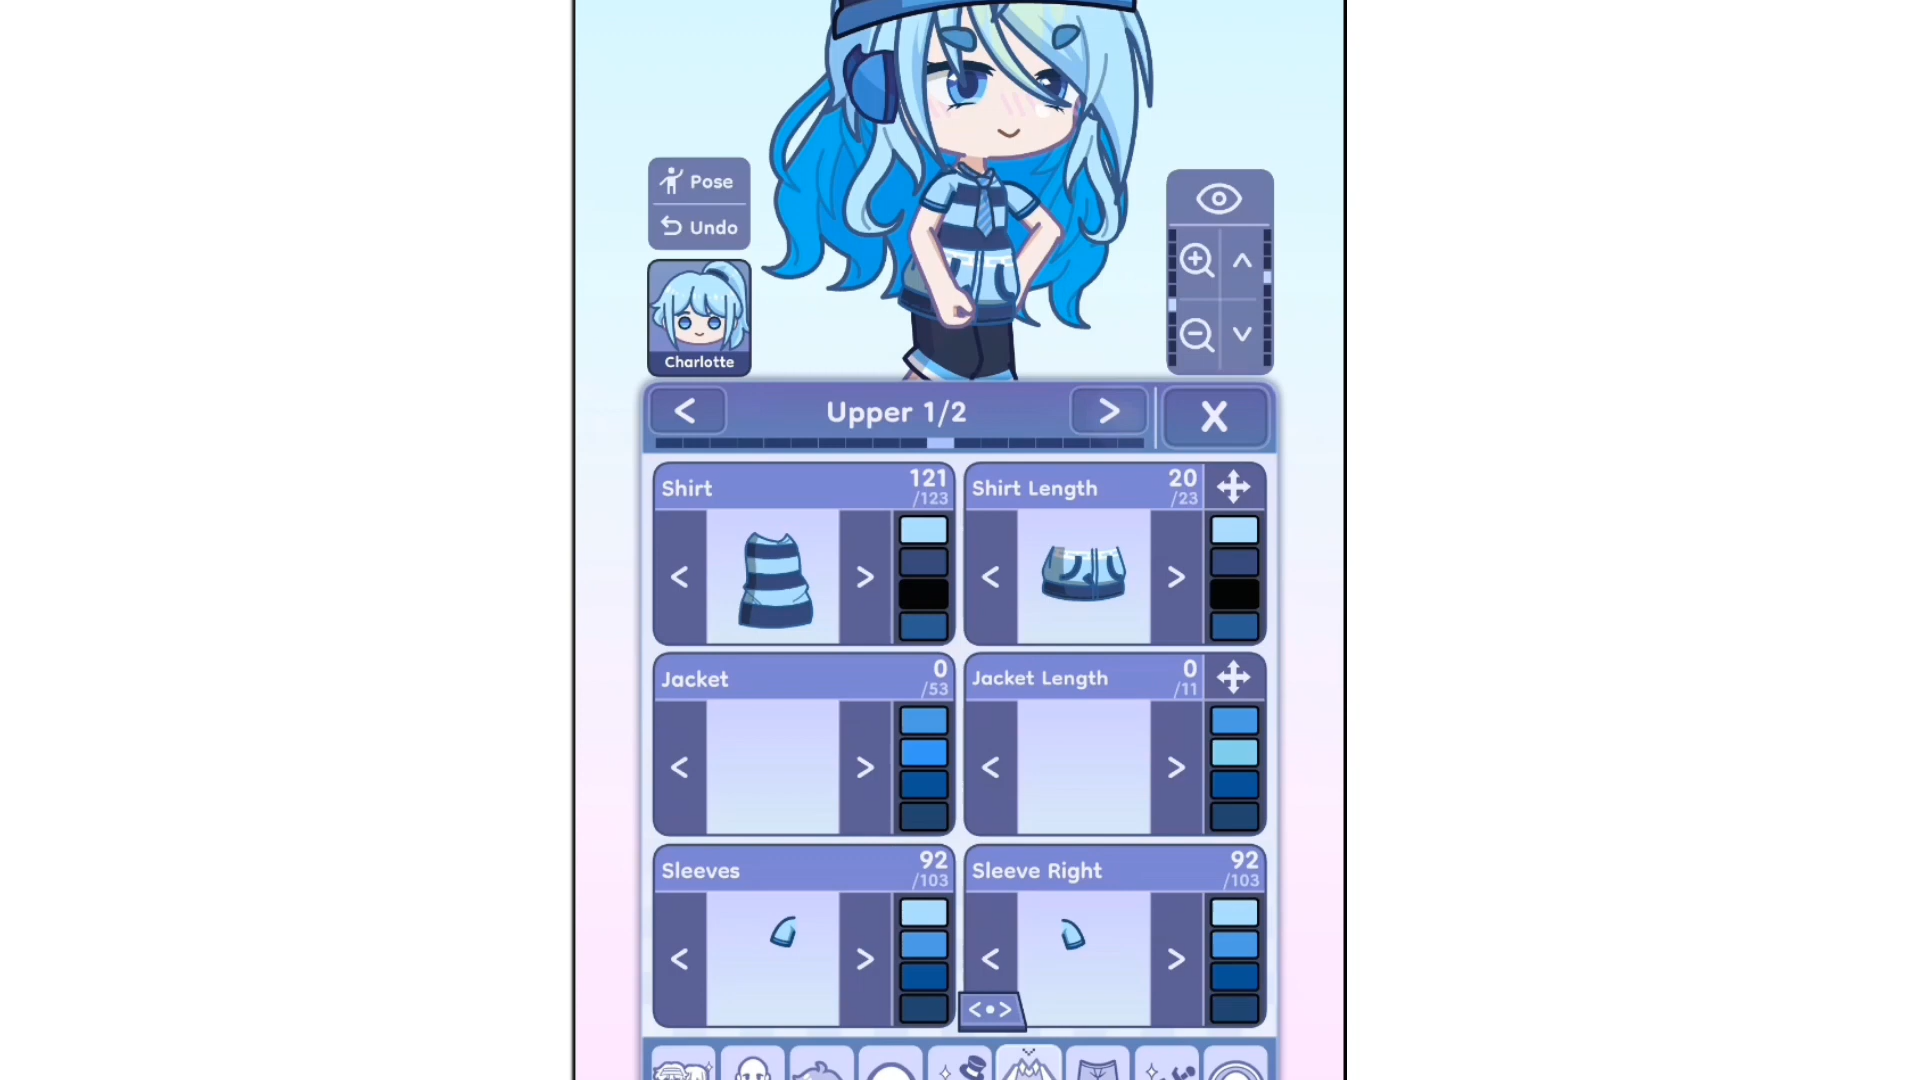 Pose
Undo
Charlotte
< Upper 1/2 > X
Shirt 121 /123
Shirt Length 20 /23
< >
< >
Jacket 0 /53
Jacket Length 0 /11
< >
< >
Sleeves 92 /103
Sleeve Right 92 /103
< >
< >
<•>